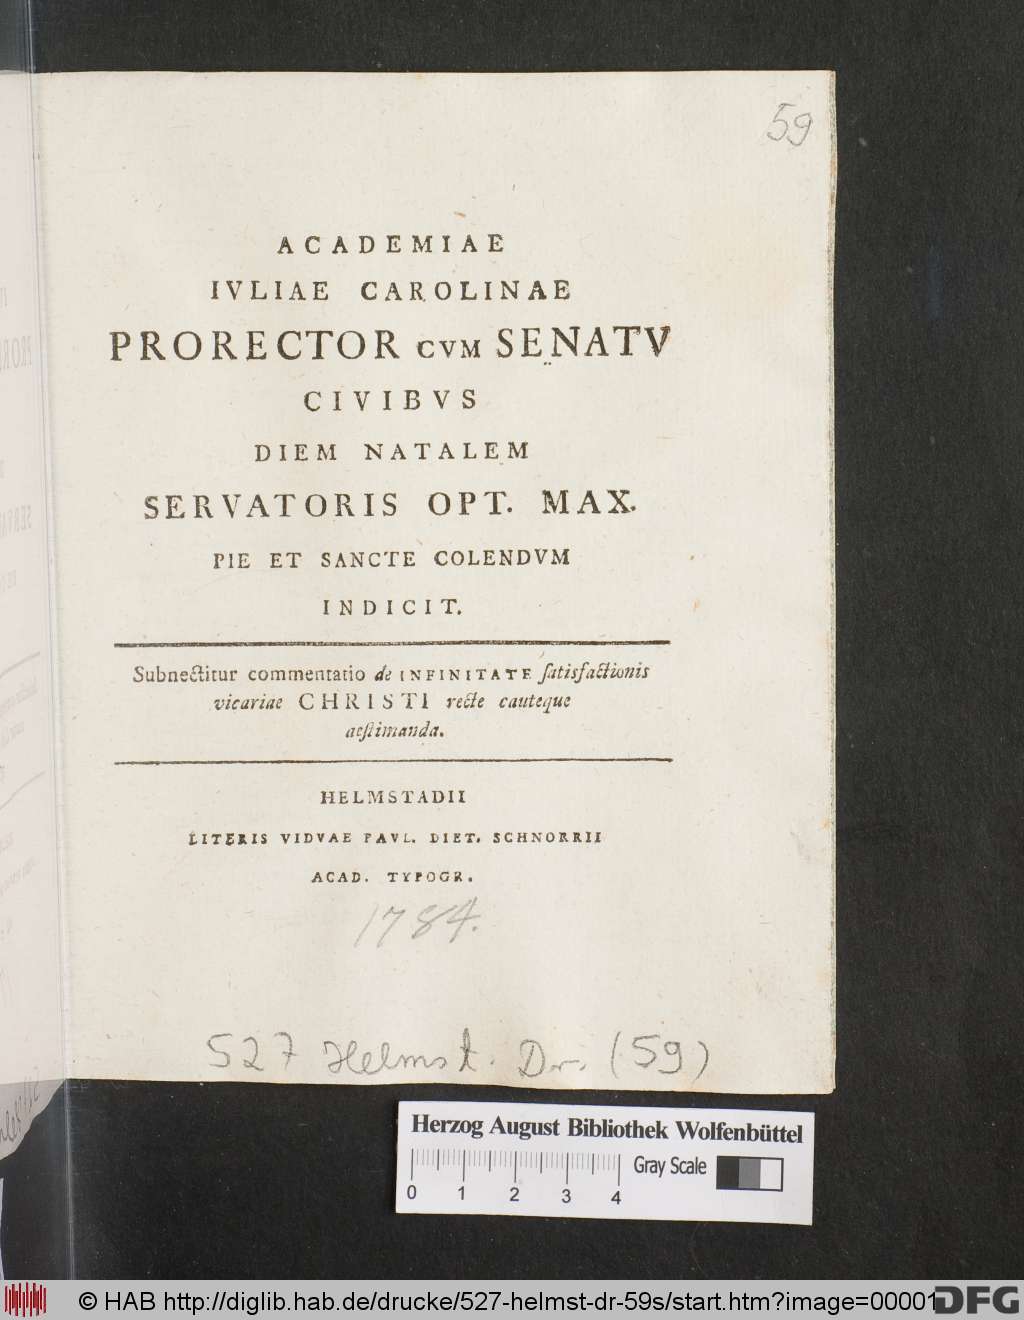 59
ACADEMIAE
IVLIAE CAROLINAE
PRORECTOR CVM SENATV
CIVIBVS
DIEM NATALEM
SERVATORIS OPT. MAX.
PIE ET SANCTE COLENDVM
INDICIT.
Subnectitur commentatio de INFINITATE ſatisfactionis
vicariae CHRISTI recte cauteque
aeſtimanda.
HELMSTADII
LITERIS VIDVAE PAVL. DIET. SCHNORRII
ACAD. TYPOGR.
1784.
527 Helmst. Dr. (59)
Herzog August Bibliothek Wolfenbüttel
Gray Scale
0 1 2 3 4
© HAB http://diglib.hab.de/drucke/527-helmst-dr-59s/start.htm?image=00001
DFG